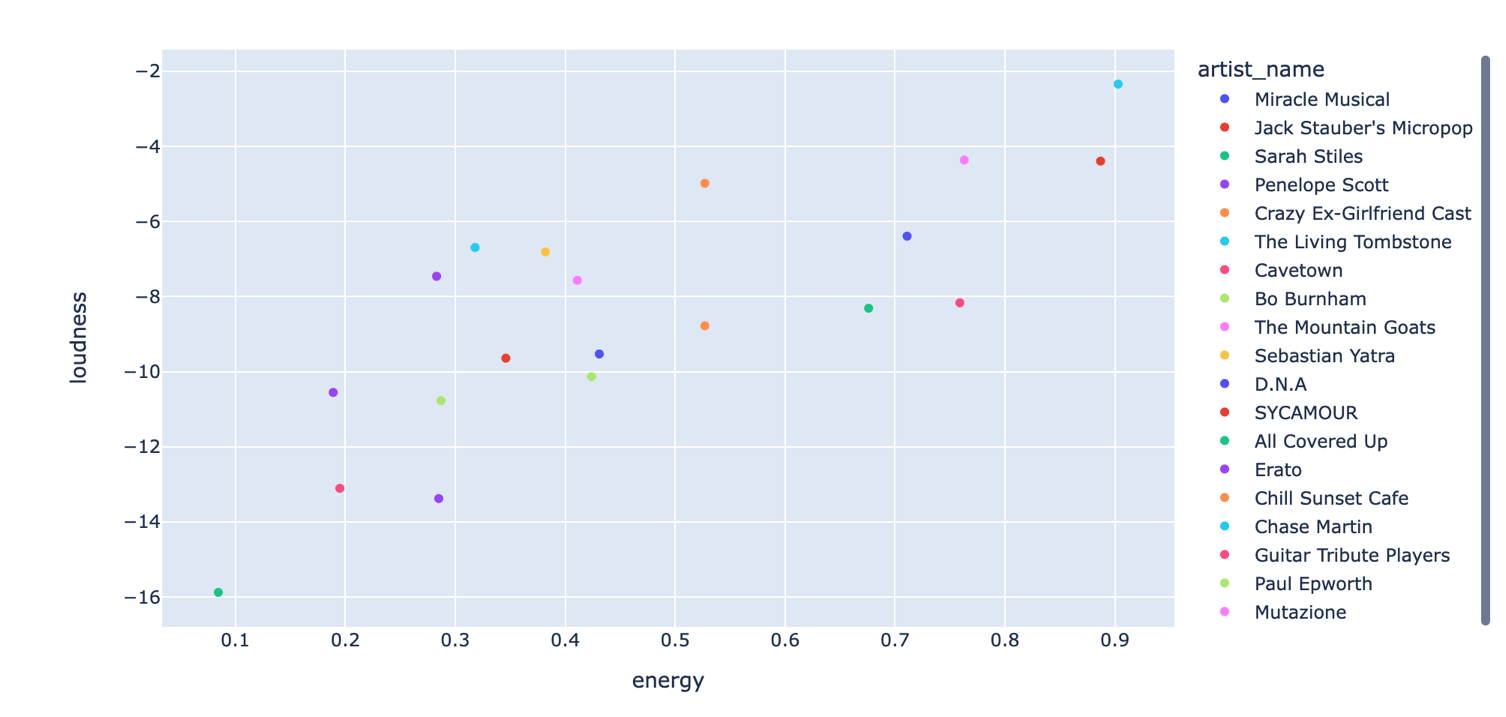 −2
−4
−6
−8
−10
−12
−14
−16
loudness
0.1 0.2 0.3 0.4 0.5 0.6 0.7 0.8 0.9
energy
artist_name
Miracle Musical
Jack Stauber's Micropop
Sarah Stiles
Penelope Scott
Crazy Ex-Girlfriend Cast
The Living Tombstone
Cavetown
Bo Burnham
The Mountain Goats
Sebastian Yatra
D.N.A
SYCAMOUR
All Covered Up
Erato
Chill Sunset Cafe
Chase Martin
Guitar Tribute Players
Paul Epworth
Mutazione